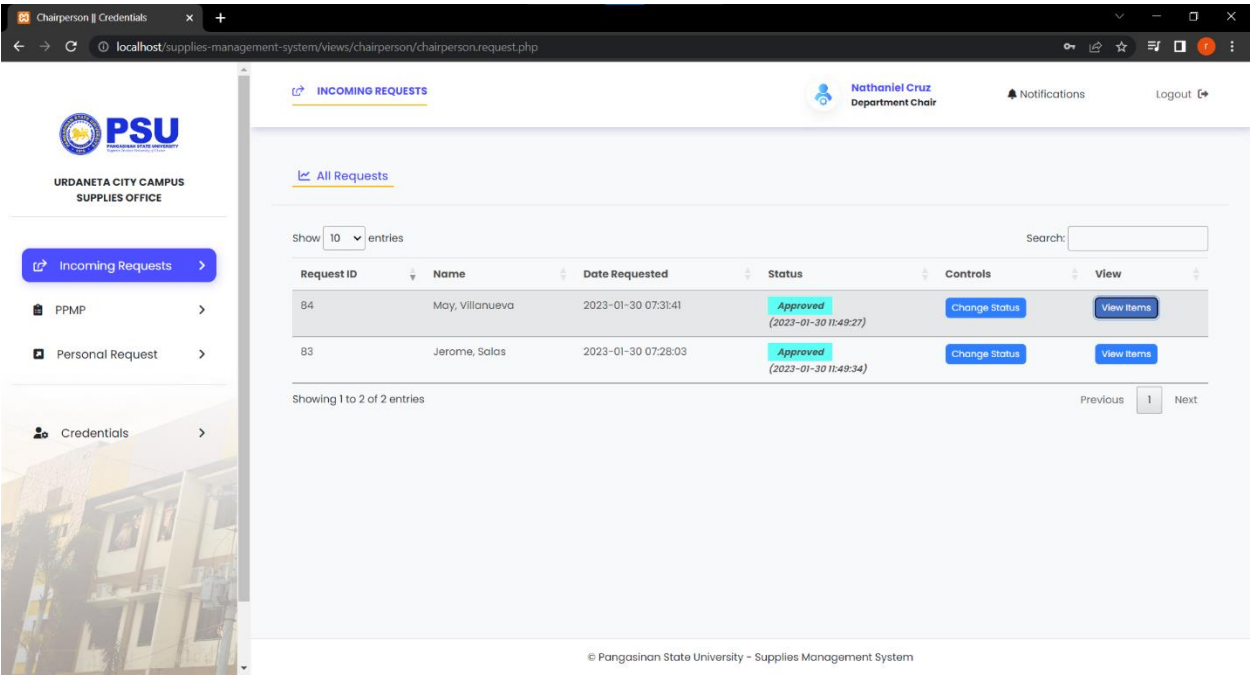 Chairperson || Credentials
localhost/supplies-management-system/views/chairperson/chairperson.request.php
r
PSU
PANGASINAN STATE UNIVERSITY
URDANETA CITY CAMPUS
SUPPLIES OFFICE
Incoming Requests
PPMP
Personal Request
Credentials
INCOMING REQUESTS
Nathaniel Cruz
Department Chair
Notifications
Logout
All Requests
Show 10 entries
Search:
Request ID Name Date Requested Status Controls View
84 May, Villanueva 2023-01-30 07:31:41 Approved Change Status View Items
(2023-01-30 11:49:27)
83 Jerome, Salas 2023-01-30 07:28:03 Approved Change Status View Items
(2023-01-30 11:49:34)
Showing 1 to 2 of 2 entries
Previous 1 Next
© Pangasinan State University - Supplies Management System